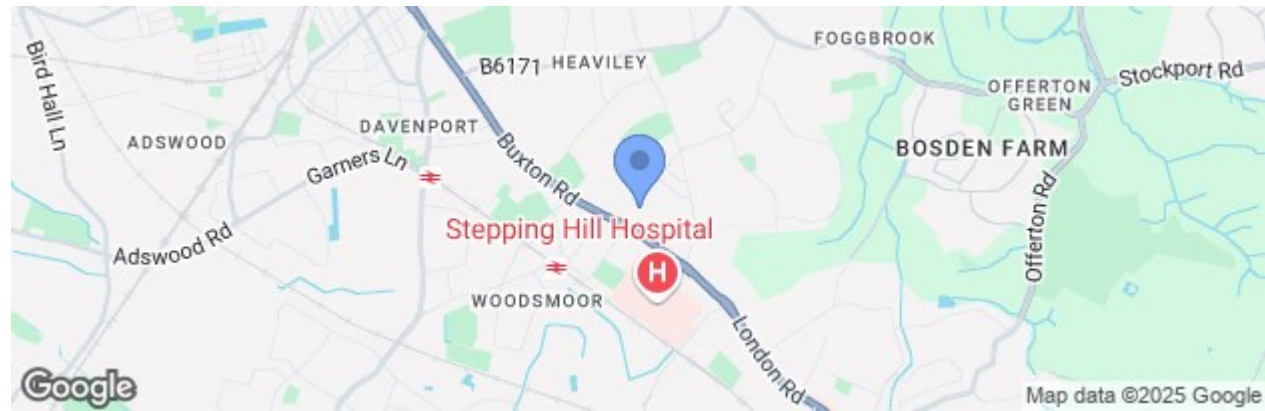 Bird Hall Ln
ADSWOOD
DAVENPORT
Garners Ln
Adswood Rd
B6171
HEAVILEY
Buxton Rd
FOGGBROOK
OFFERTON
GREEN
Stockport Rd
BOSDEN FARM
Offerton Rd
Stepping Hill Hospital
H
WOODSMOOR
London Rd
Google
Map data ©2025 Google